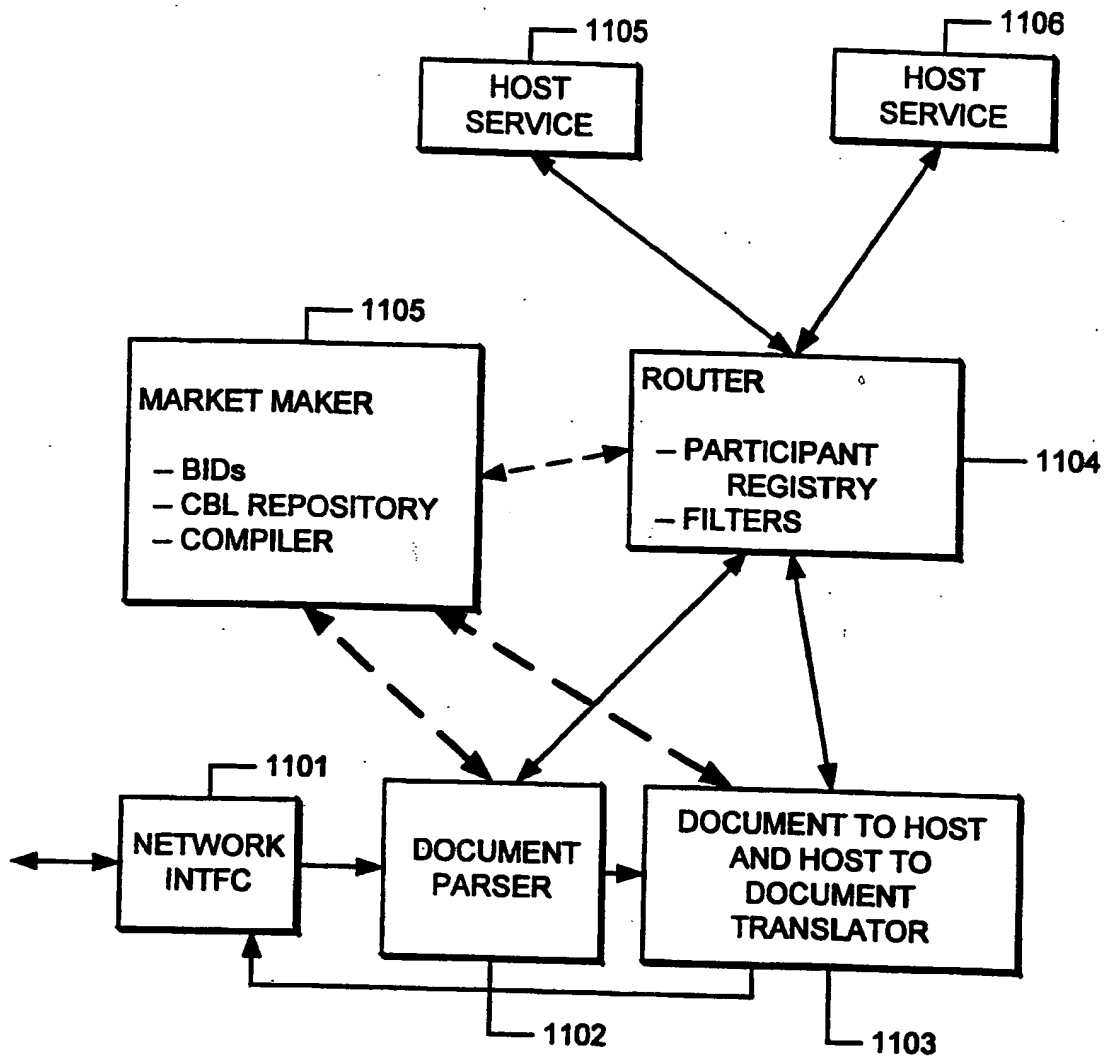 1105
1106
HOST
SERVICE
HOST
SERVICE
1105
MARKET MAKER
– BIDs
– CBL REPOSITORY
– COMPILER
ROUTER
– PARTICIPANT
REGISTRY
– FILTERS
1104
1101
NETWORK
INTFC
DOCUMENT
PARSER
DOCUMENT TO HOST
AND HOST TO
DOCUMENT
TRANSLATOR
1102
1103